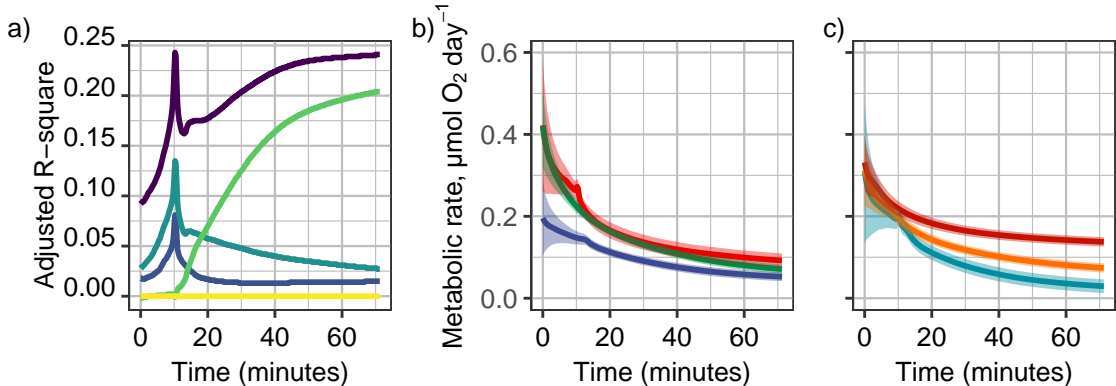 a)
Adjusted R−square
0.25
0.20
0.15
0.10
0.05
0.00
0 20 40 60
Time (minutes)
b)
Metabolic rate, μmol O₂ day⁻¹
0.6
0.4
0.2
0.0
0 20 40 60
Time (minutes)
c)
0 20 40 60
Time (minutes)